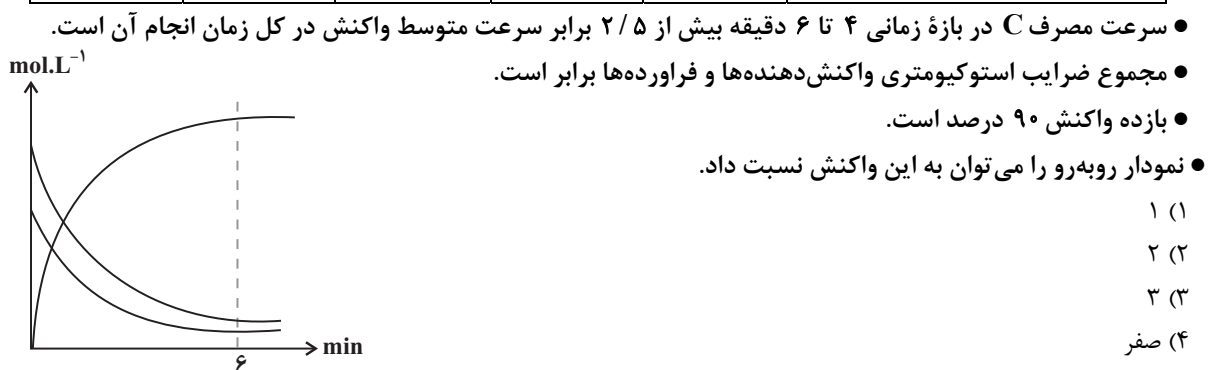 ● سرعت مصرف C در بازهٔ زمانی ۴ تا ۶ دقیقه بیش از ۲/۵ برابر سرعت متوسط واکنش در کل زمان انجام آن است.
● مجموع ضرایب استوکیومتری واکنش‌دهنده‌ها و فراورده‌ها برابر است.
● بازده واکنش ۹۰ درصد است.
● نمودار روبه‌رو را می‌توان به این واکنش نسبت داد.
۱) ۱
۲) ۲
۳) ۳
۴) صفر
mol.L⁻¹
min
۶